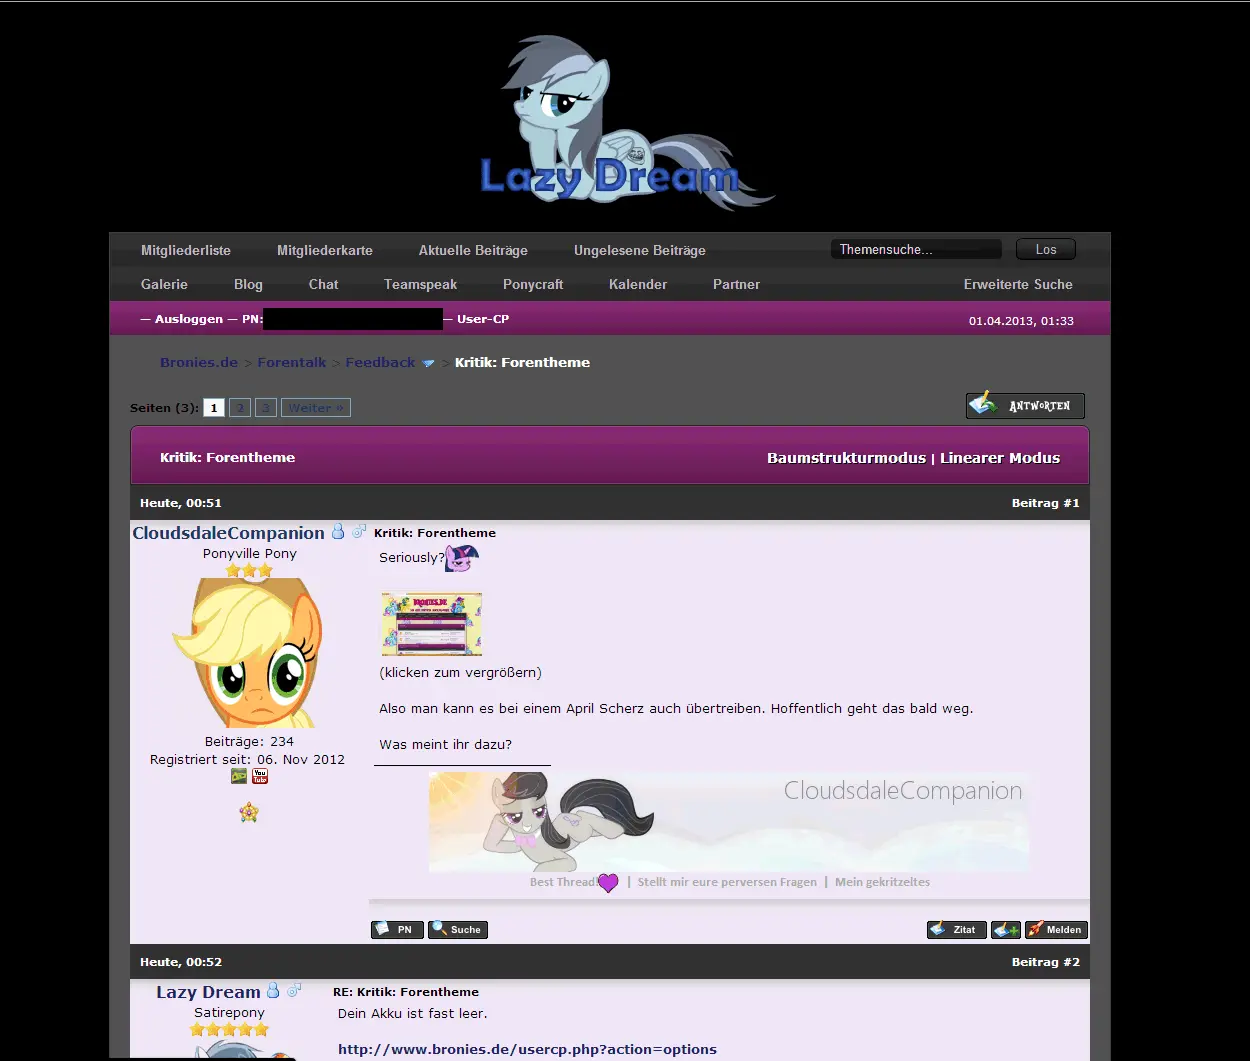 Lazy Dream
Mitgliederliste Mitgliederkarte Aktuelle Beiträge Ungelesene Beiträge Themensuche... Los
Galerie Blog Chat Teamspeak Ponycraft Kalender Partner Erweiterte Suche
— Ausloggen — PN: — User-CP 01.04.2013, 01:33
Bronies.de > Forentalk > Feedback > Kritik: Forentheme
Seiten (3): 1 2 3 Weiter » Antworten
Kritik: Forentheme Baumstrukturmodus | Linearer Modus
Heute, 00:51 Beitrag #1
CloudsdaleCompanion Kritik: Forentheme
Ponyville Pony Seriously?
BRONIES.DE
(klicken zum vergrößern)
Also man kann es bei einem April Scherz auch übertreiben. Hoffentlich geht das bald weg.
Beiträge: 234 Was meint ihr dazu?
Registriert seit: 06. Nov 2012
You Tube
CloudsdaleCompanion
Best Thread! | Stellt mir eure perversen Fragen | Mein gekritzeltes
PN Suche Zitat Melden
Heute, 00:52 Beitrag #2
Lazy Dream RE: Kritik: Forentheme
Satirepony Dein Akku ist fast leer.
http://www.bronies.de/usercp.php?action=options